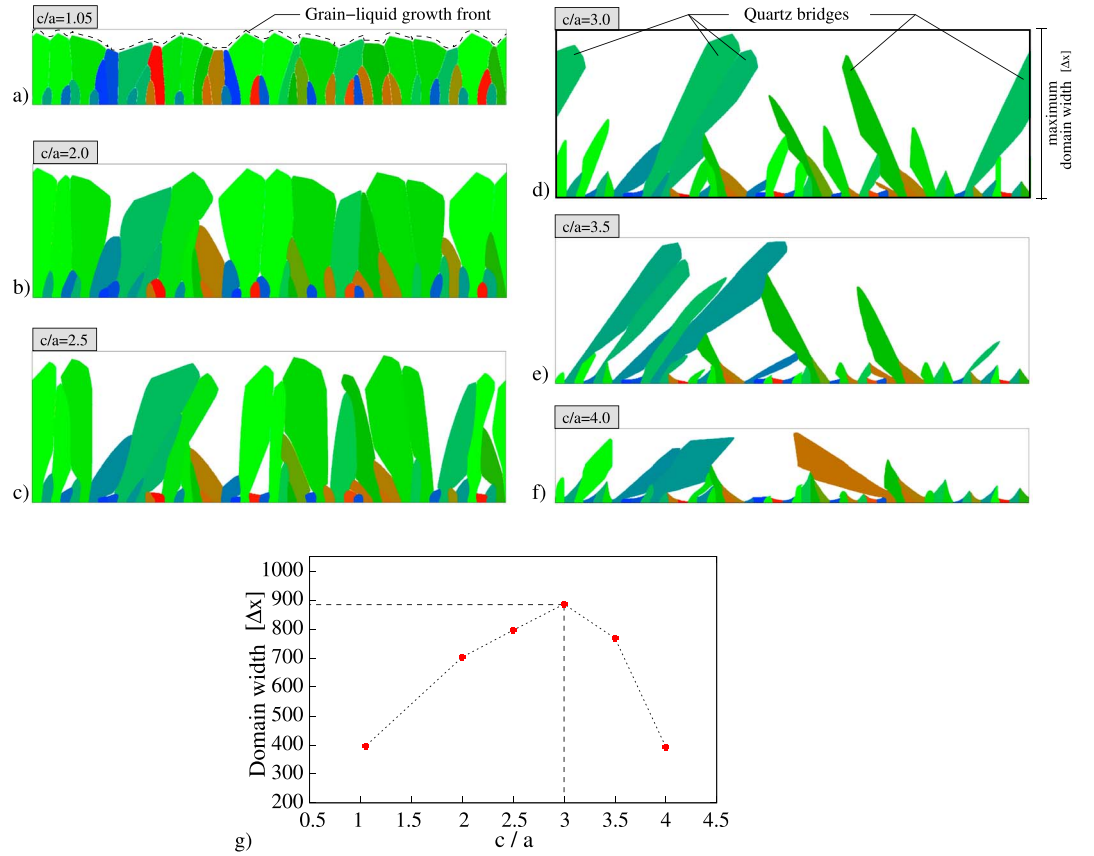 c/a=1.05
Grain−liquid growth front
a)
c/a=2.0
b)
c/a=2.5
c)
c/a=3.0
Quartz bridges
d)
maximum
domain width [Δx]
c/a=3.5
e)
c/a=4.0
f)
Domain width [Δx]
1000
900
800
700
600
500
400
300
200
0.5 1 1.5 2 2.5 3 3.5 4 4.5
c / a
g)